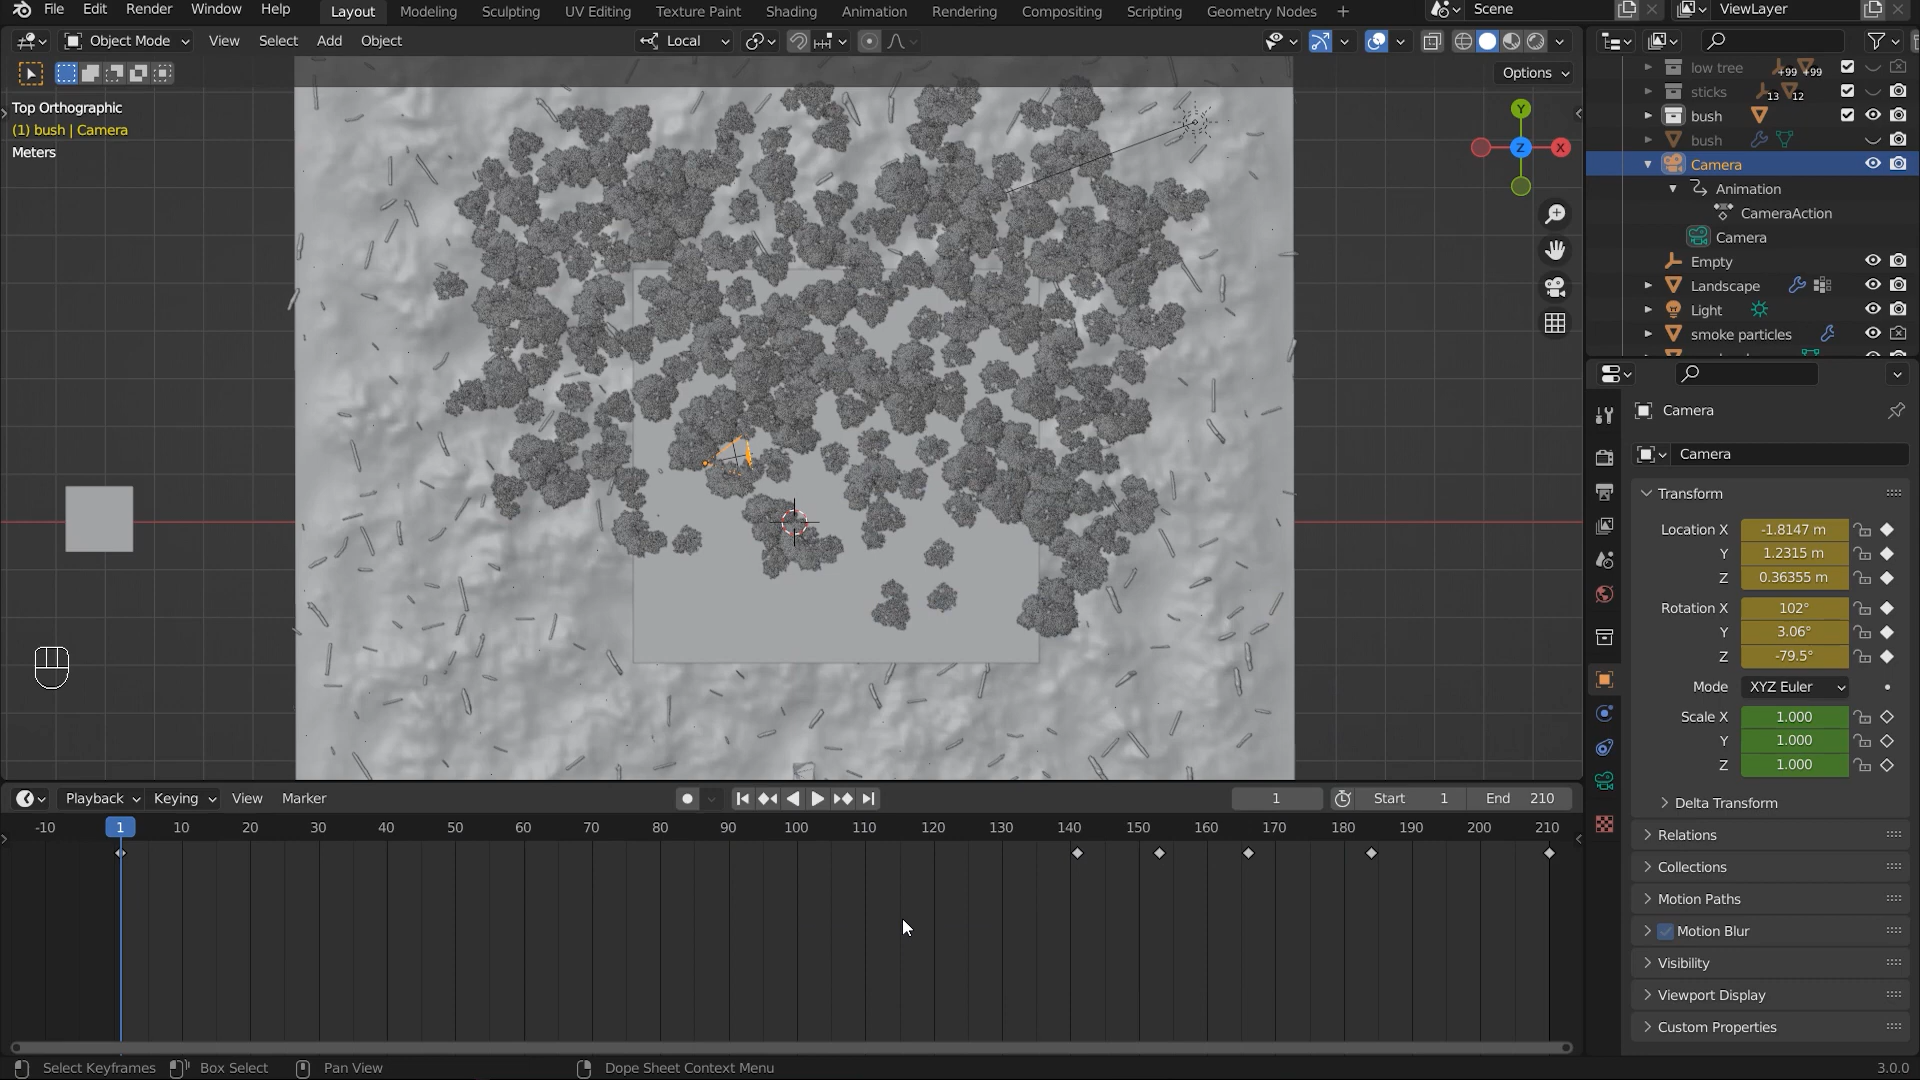 File Edit Render Window Help Layout Modeling Sculpting UV Editing Texture Paint Shading Animation Rendering Compositing Scripting Geometry Nodes + Scene ViewLayer
Object Mode View Select Add Object Local
Options
Top Orthographic
(1) bush | Camera
Meters
Y
Z
X
low tree +99 +99
sticks 13 12
bush
bush
Camera
Animation
CameraAction
Camera
Empty
Landscape
Light
smoke particles
Camera
Camera
Transform
Location X -1.8147 m
Y 1.2315 m
Z 0.36355 m
Rotation X 102°
Y 3.06°
Z -79.5°
Mode XYZ Euler
Scale X 1.000
Y 1.000
Z 1.000
Delta Transform
Relations
Collections
Motion Paths
Motion Blur
Visibility
Viewport Display
Custom Properties
Playback Keying View Marker 1 Start 1 End 210
-10 1 10 20 30 40 50 60 70 80 90 100 110 120 130 140 150 160 170 180 190 200 210
Select Keyframes Box Select Pan View Dope Sheet Context Menu 3.0.0